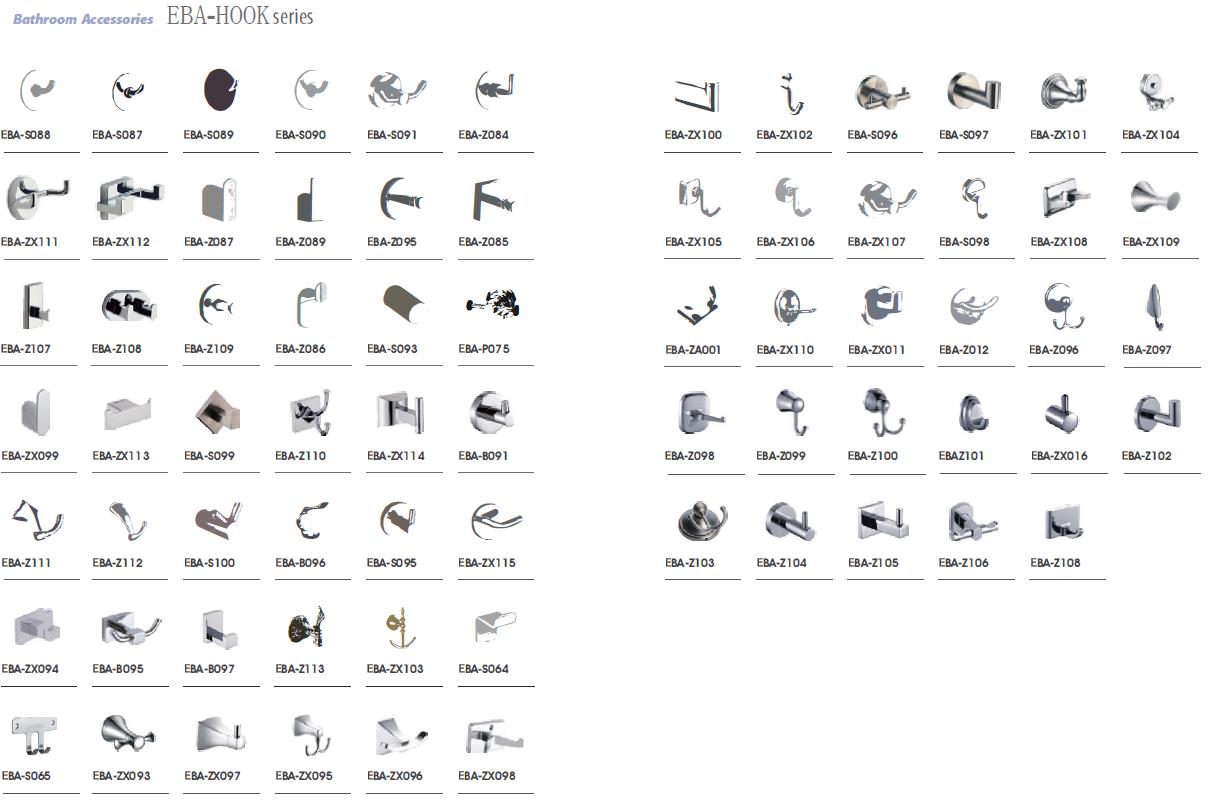 Bathroom Accessories EBA-HOOK series
EBA-S088 EBA-S087 EBA-S089 EBA-S090 EBA-S091 EBA-Z084
EBA-ZX111 EBA-ZX112 EBA-Z087 EBA-Z089 EBA-Z095 EBA-Z085
EBA-Z107 EBA-Z108 EBA-Z109 EBA-Z086 EBA-S093 EBA-P075
EBA-ZX099 EBA-ZX113 EBA-S099 EBA-Z110 EBA-ZX114 EBA-B091
EBA-Z111 EBA-Z112 EBA-S100 EBA-B096 EBA-S095 EBA-ZX115
EBA-ZX094 EBA-B095 EBA-B097 EBA-Z113 EBA-ZX103 EBA-S064
EBA-S065 EBA-ZX093 EBA-ZX097 EBA-ZX095 EBA-ZX096 EBA-ZX098
EBA-ZX100 EBA-ZX102 EBA-S096 EBA-S097 EBA-ZX101 EBA-ZX104
EBA-ZX105 EBA-ZX106 EBA-ZX107 EBA-S098 EBA-ZX108 EBA-ZX109
EBA-ZA001 EBA-ZX110 EBA-ZX011 EBA-Z012 EBA-Z096 EBA-Z097
EBA-Z098 EBA-Z099 EBA-Z100 EBAZ101 EBA-ZX016 EBA-Z102
EBA-Z103 EBA-Z104 EBA-Z105 EBA-Z106 EBA-Z108